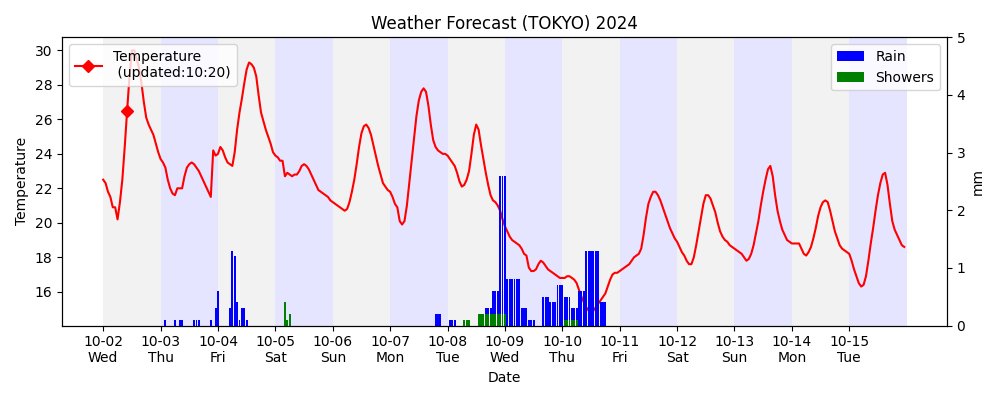 Weather Forecast (TOKYO) 2024
Temperature
(updated:10:20)
Rain
Showers
30
28
26
24
22
20
18
16
Temperature
5
4
3
2
1
0
mm
10-02 10-03 10-04 10-05 10-06 10-07 10-08 10-09 10-10 10-11 10-12 10-13 10-14 10-15
Wed Thu Fri Sat Sun Mon Tue Wed Thu Fri Sat Sun Mon Tue
Date